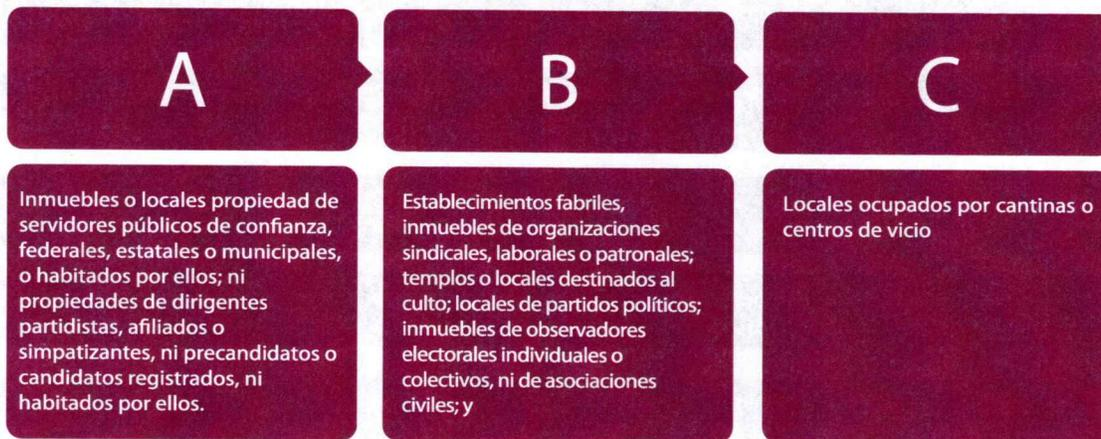 A
B
C
Inmuebles o locales propiedad de
servidores públicos de confianza,
federales, estatales o municipales,
o habitados por ellos; ni
propiedades de dirigentes
partidistas, afiliados o
simpatizantes, ni precandidatos o
candidatos registrados, ni
habitados por ellos.
Establecimientos fabriles,
inmuebles de organizaciones
sindicales, laborales o patronales;
templos o locales destinados al
culto; locales de partidos políticos;
inmuebles de observadores
electorales individuales o
colectivos, ni de asociaciones
civiles; y
Locales ocupados por cantinas o
centros de vicio